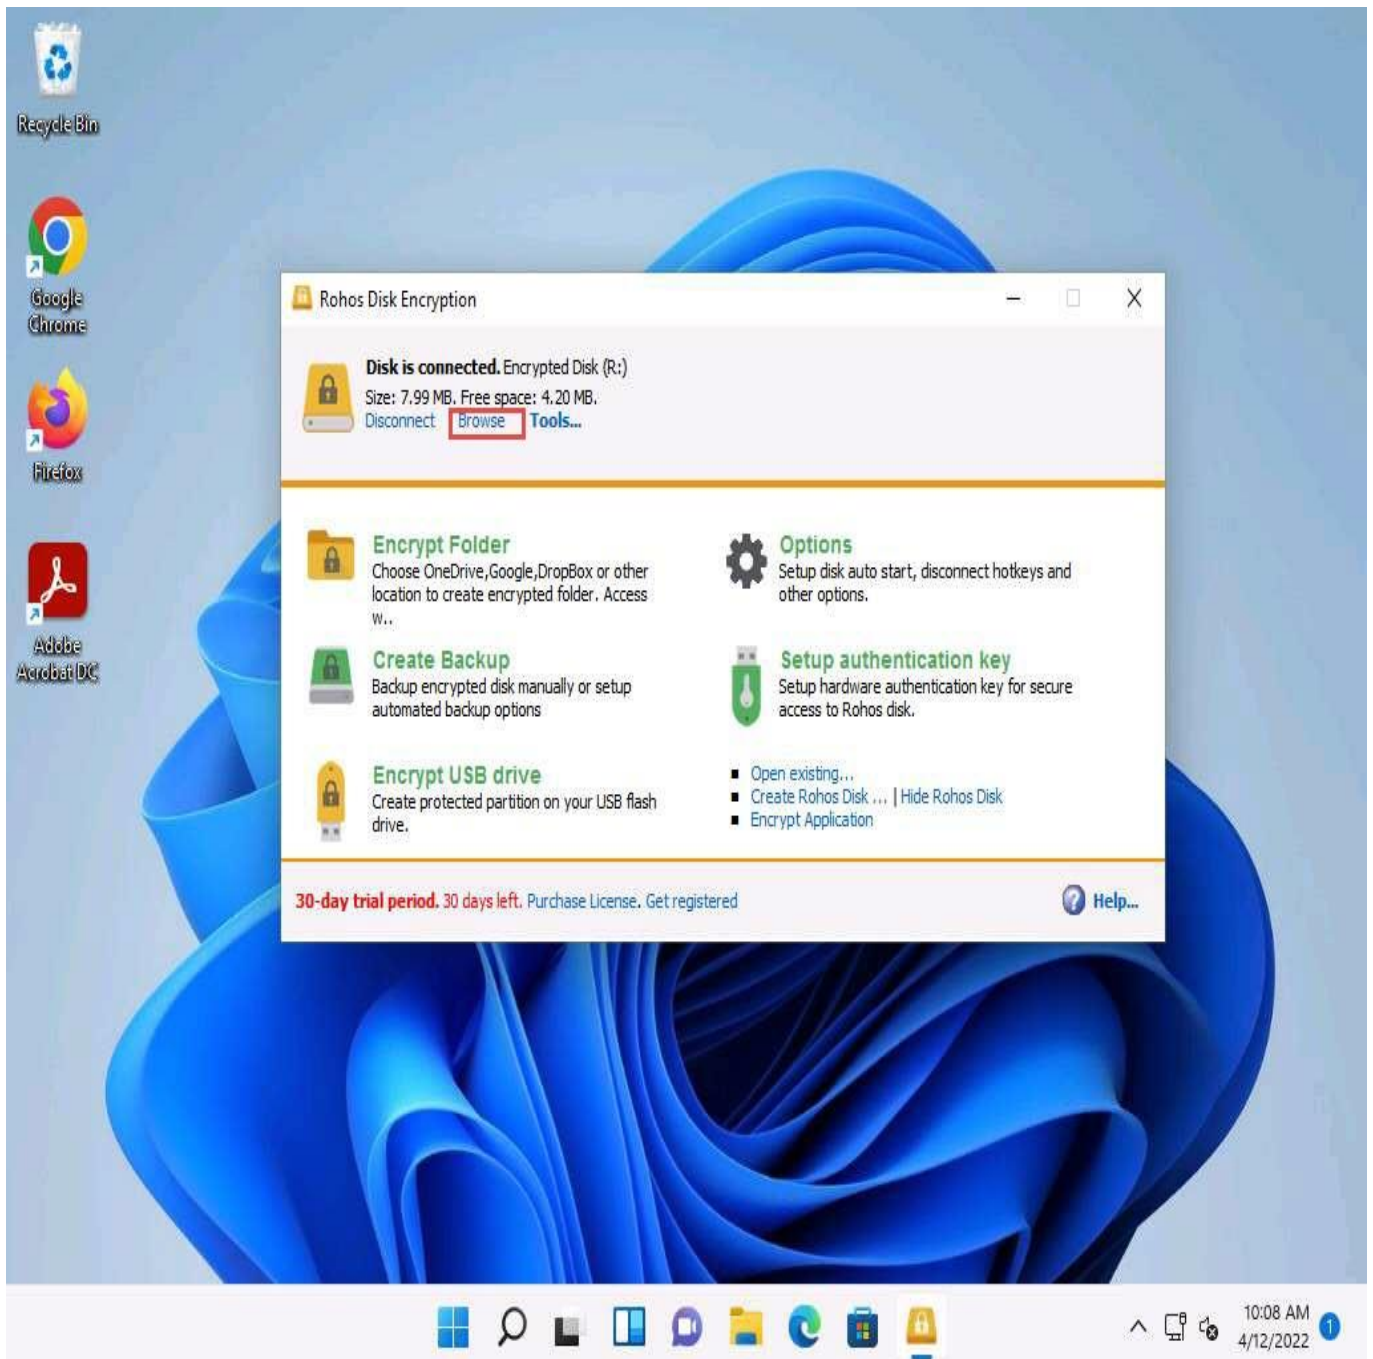 Recycle Bin
Google
Chrome
Firefox
Adobe
Acrobat DC
Rohos Disk Encryption
Disk is connected. Encrypted Disk (R:)
Size: 7.99 MB. Free space: 4.20 MB.
Disconnect Browse Tools...
Encrypt Folder
Choose OneDrive,Google,DropBox or other
location to create encrypted folder. Access
w..
Options
Setup disk auto start, disconnect hotkeys and
other options.
Create Backup
Backup encrypted disk manually or setup
automated backup options
Setup authentication key
Setup hardware authentication key for secure
access to Rohos disk.
Encrypt USB drive
Create protected partition on your USB flash
drive.
Open existing...
Create Rohos Disk ... | Hide Rohos Disk
Encrypt Application
30-day trial period. 30 days left. Purchase License. Get registered
Help...
10:08 AM
4/12/2022
1